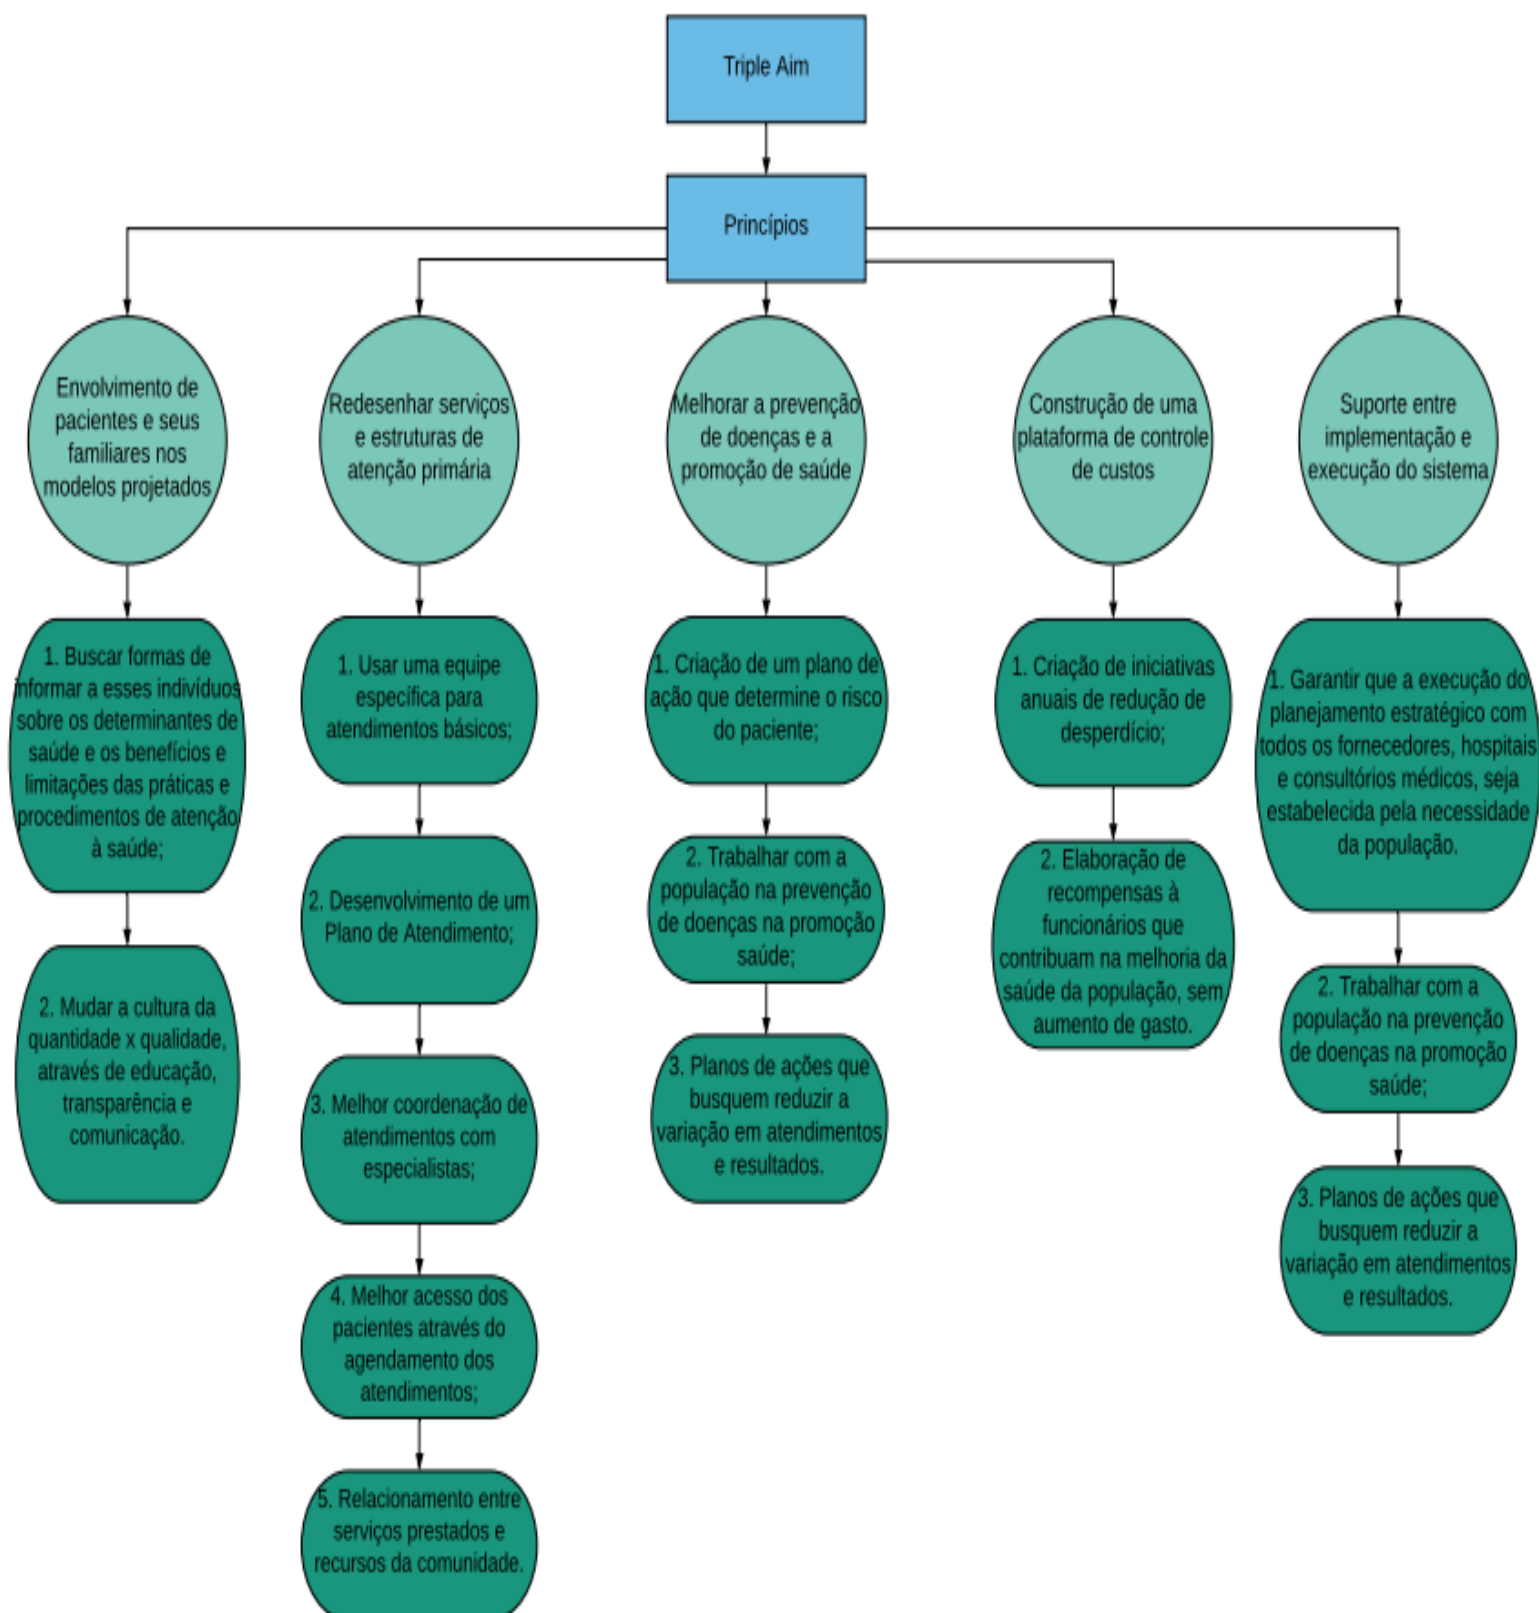 Triple Aim
Princípios
Envolvimento de
pacientes e seus
familiares nos
modelos projetados
Redesenhar serviços
e estruturas de
atenção primária
Melhorar a prevenção
de doenças e a
promoção de saúde
Construção de uma
plataforma de controle
de custos
Suporte entre
implementação e
execução do sistema
1. Buscar formas de
informar a esses indivíduos
sobre os determinantes de
saúde e os benefícios e
limitações das práticas e
procedimentos de atenção
à saúde;
2. Mudar a cultura da
quantidade x qualidade,
através de educação,
transparência e
comunicação.
1. Usar uma equipe
específica para
atendimentos básicos;
2. Desenvolvimento de um
Plano de Atendimento;
3. Melhor coordenação de
atendimentos com
especialistas;
4. Melhor acesso dos
pacientes através do
agendamento dos
atendimentos;
5. Relacionamento entre
serviços prestados e
recursos da comunidade.
1. Criação de um plano de
ação que determine o risco
do paciente;
2. Trabalhar com a
população na prevenção
de doenças na promoção
saúde;
3. Planos de ações que
busquem reduzir a
variação em atendimentos
e resultados.
1. Criação de iniciativas
anuais de redução de
desperdício;
2. Elaboração de
recompensas à
funcionários que
contribuam na melhoria da
saúde da população, sem
aumento de gasto.
1. Garantir que a execução do
planejamento estratégico com
todos os fornecedores, hospitais
e consultórios médicos, seja
estabelecida pela necessidade
da população.
2. Trabalhar com a
população na prevenção
de doenças na promoção
saúde;
3. Planos de ações que
busquem reduzir a
variação em atendimentos
e resultados.